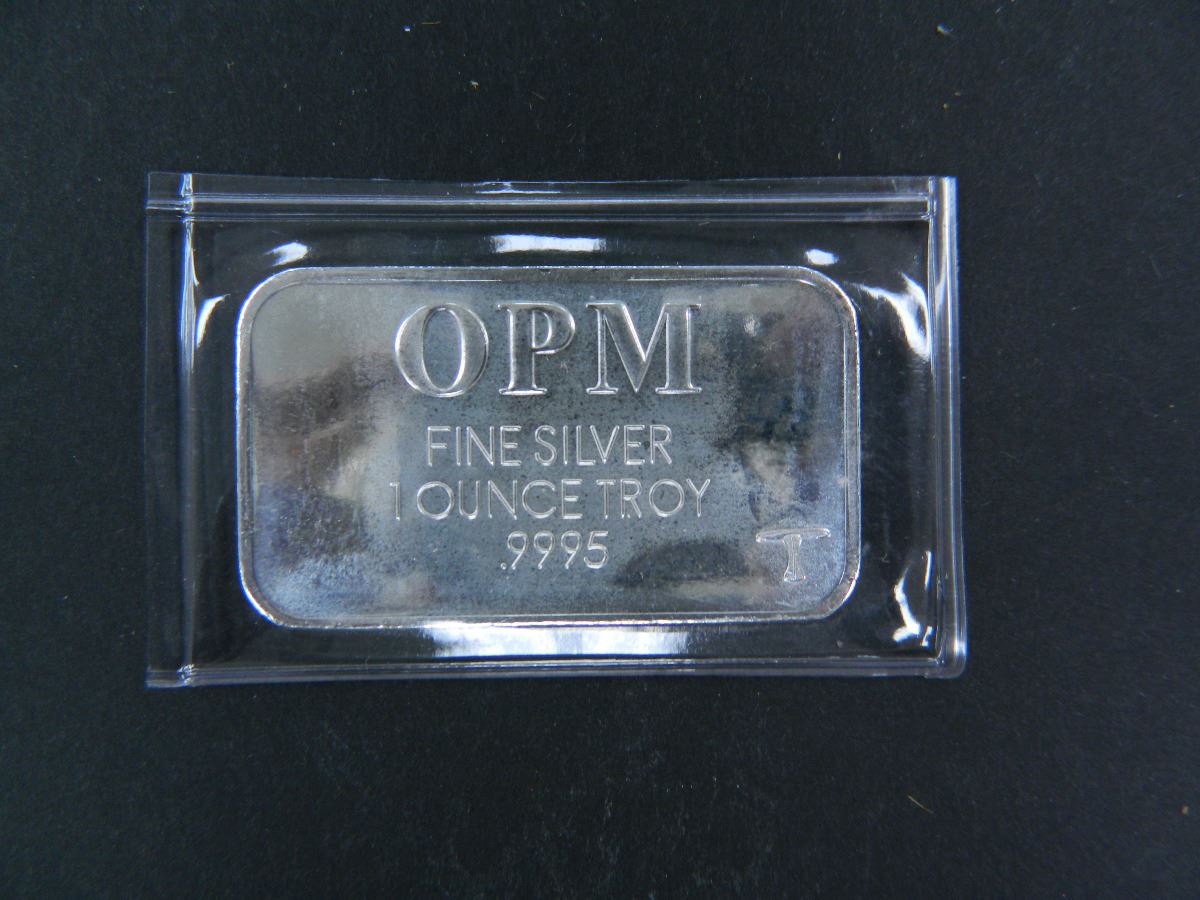 OPM
FINE SILVER
1 OUNCE TROY
.9995